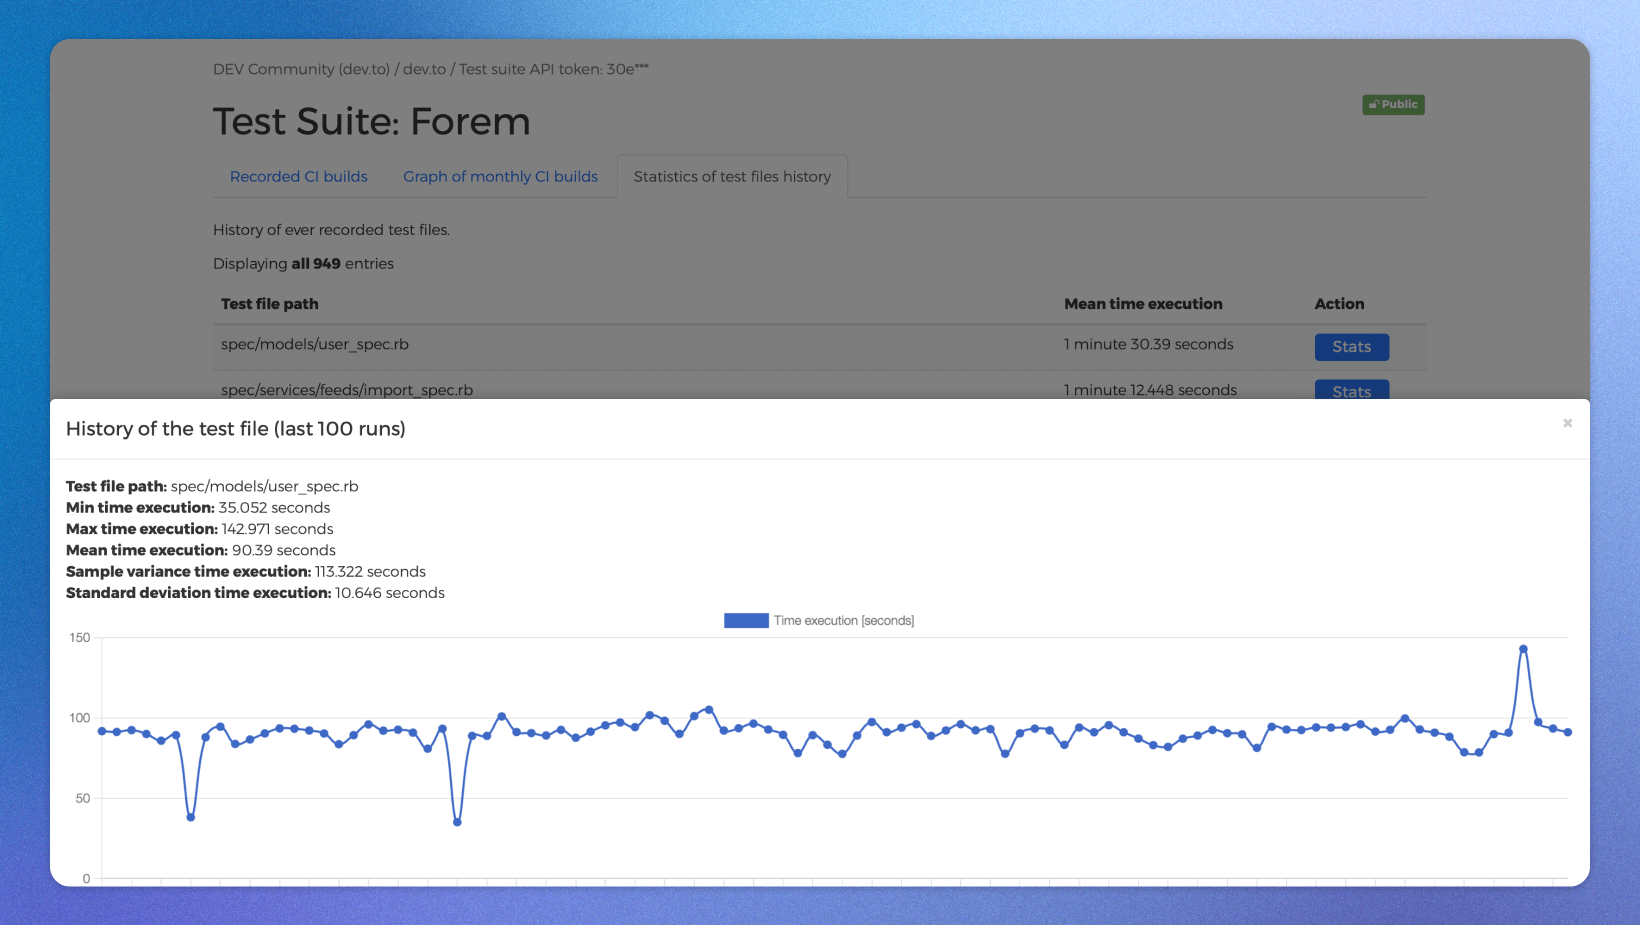 DEV Community (dev.to) / dev.to / Test suite API token: 30e***
Test Suite: Forem
Public
Recorded CI builds
Graph of monthly CI builds
Statistics of test files history
History of ever recorded test files.
Displaying all 949 entries
Test file path
Mean time execution
Action
spec/models/user_spec.rb
1 minute 30.39 seconds
Stats
spec/services/feeds/import_spec.rb
1 minute 12.448 seconds
Stats
History of the test file (last 100 runs)
×
Test file path: spec/models/user_spec.rb
Min time execution: 35.052 seconds
Max time execution: 142.971 seconds
Mean time execution: 90.39 seconds
Sample variance time execution: 113.322 seconds
Standard deviation time execution: 10.646 seconds
Time execution [seconds]
150
100
50
0